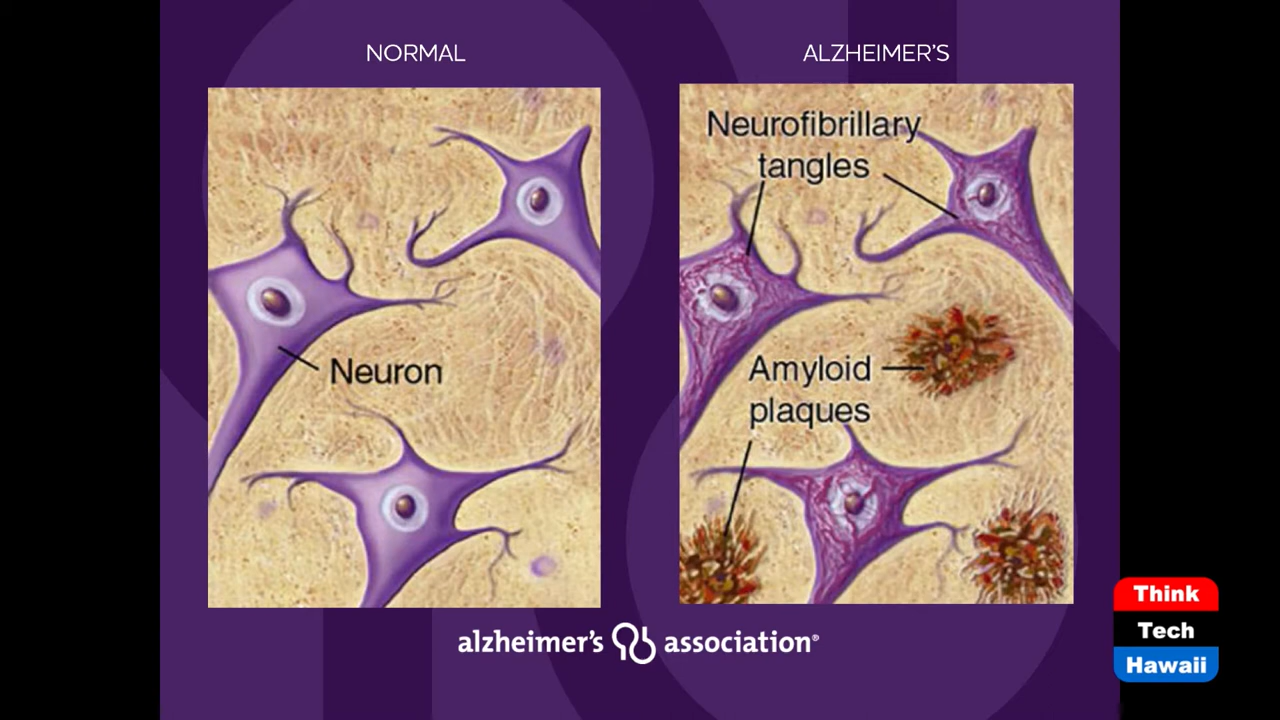 NORMAL
ALZHEIMER'S
Neuron
Neurofibrillary
tangles
Amyloid
plaques
alzheimer's association®
Think
Tech
Hawaii